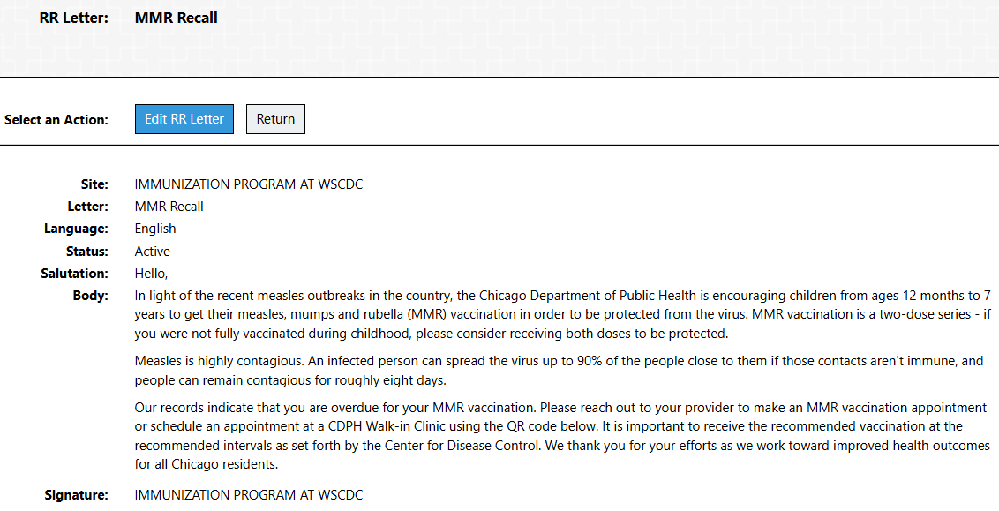 RR Letter: MMR Recall
Select an Action: Edit RR Letter Return
Site: IMMUNIZATION PROGRAM AT WSCDC
Letter: MMR Recall
Language: English
Status: Active
Salutation: Hello,
Body: In light of the recent measles outbreaks in the country, the Chicago Department of Public Health is encouraging children from ages 12 months to 7
years to get their measles, mumps and rubella (MMR) vaccination in order to be protected from the virus. MMR vaccination is a two-dose series - if
you were not fully vaccinated during childhood, please consider receiving both doses to be protected.
Measles is highly contagious. An infected person can spread the virus up to 90% of the people close to them if those contacts aren't immune, and
people can remain contagious for roughly eight days.
Our records indicate that you are overdue for your MMR vaccination. Please reach out to your provider to make an MMR vaccination appointment
or schedule an appointment at a CDPH Walk-in Clinic using the QR code below. It is important to receive the recommended vaccination at the
recommended intervals as set forth by the Center for Disease Control. We thank you for your efforts as we work toward improved health outcomes
for all Chicago residents.
Signature: IMMUNIZATION PROGRAM AT WSCDC